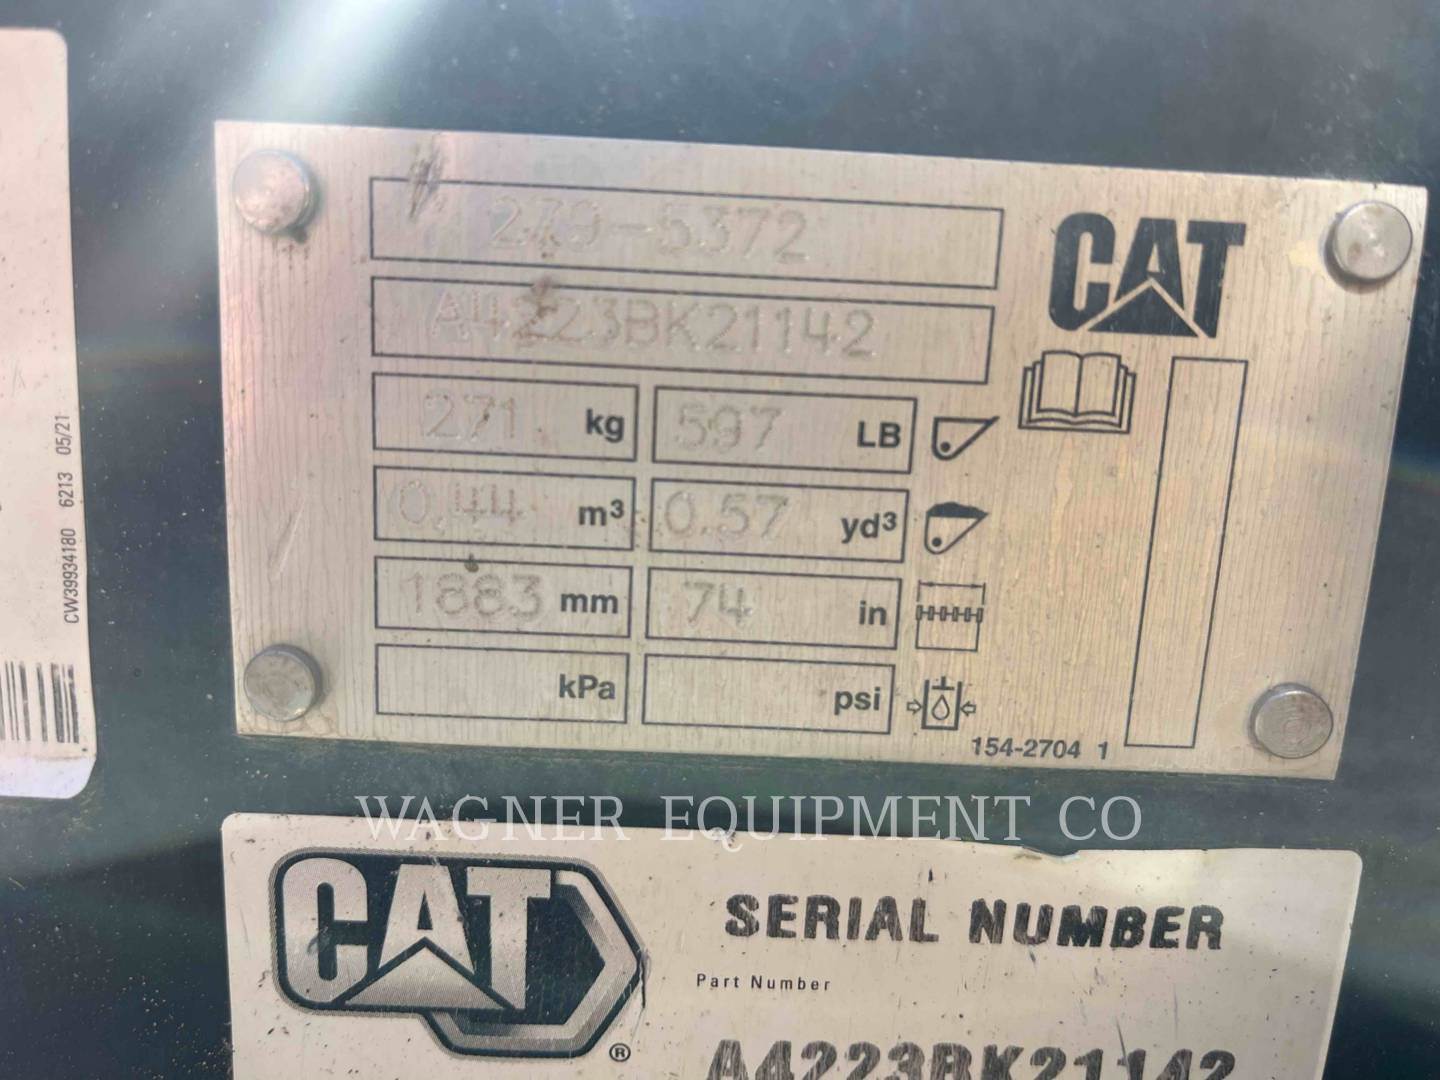 279-5372
CAT
A4223BK21142
271 kg 597 LB
0.44 m³ 0.57 yd³
1883 mm 74 in
kPa psi
154-2704 1
CW39934180 6213 05/21
WAGNER EQUIPMENT CO
CAT ®
SERIAL NUMBER
Part Number
A4223BK21142